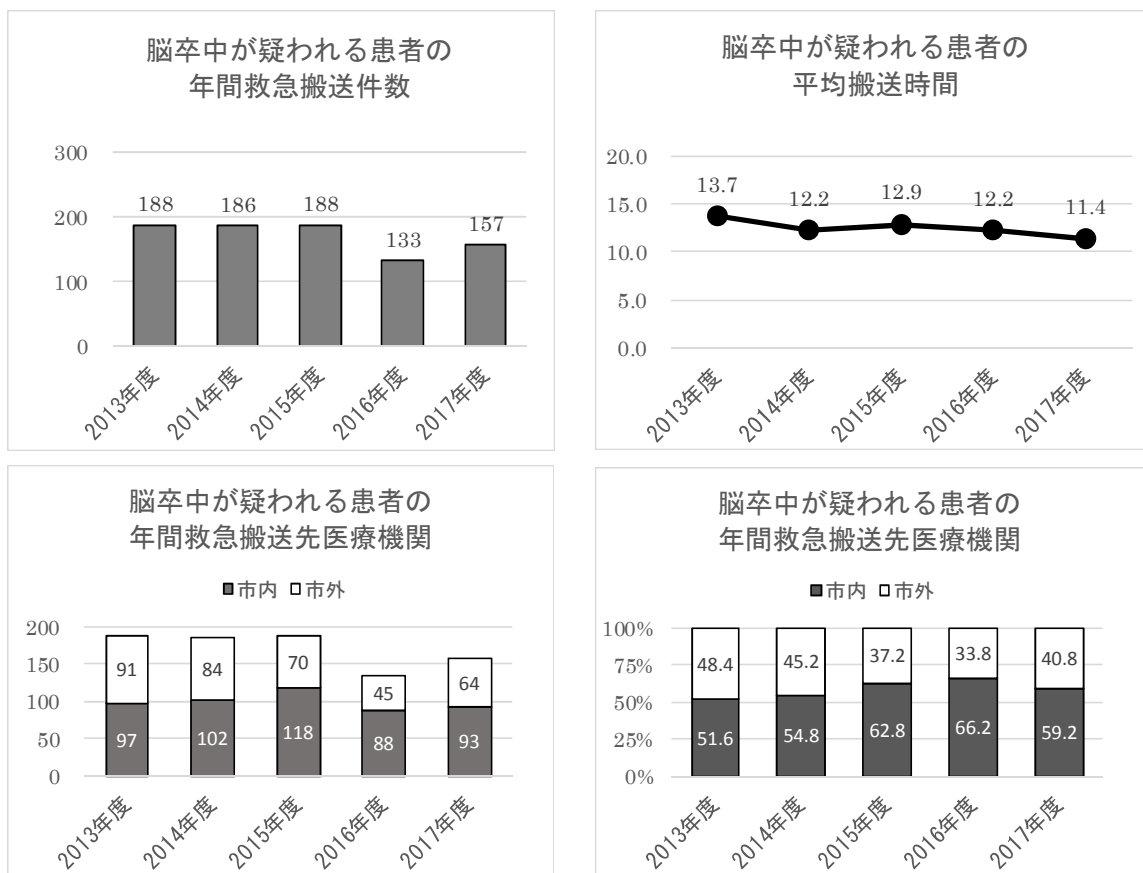 脳卒中が疑われる患者の
年間救急搬送件数
300
200
100
0
188
186
188
133
157
2013年度
2014年度
2015年度
2016年度
2017年度
脳卒中が疑われる患者の
平均搬送時間
20.0
15.0
10.0
5.0
0.0
13.7
12.2
12.9
12.2
11.4
2013年度
2014年度
2015年度
2016年度
2017年度
脳卒中が疑われる患者の
年間救急搬送先医療機関
市内 市外
200
150
100
50
0
91
84
70
45
64
97
102
118
88
93
2013年度
2014年度
2015年度
2016年度
2017年度
脳卒中が疑われる患者の
年間救急搬送先医療機関
市内 市外
100%
75%
50%
25%
0%
48.4
45.2
37.2
33.8
40.8
51.6
54.8
62.8
66.2
59.2
2013年度
2014年度
2015年度
2016年度
2017年度